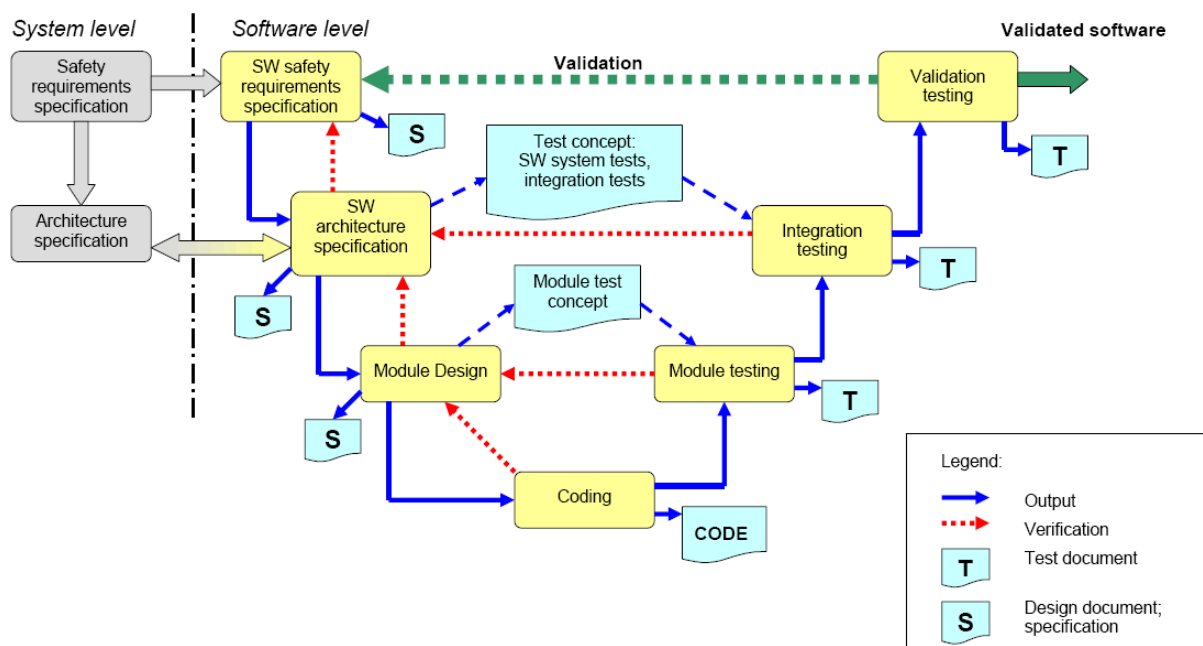 System level
Software level
Validated software
Safety
requirements
specification
SW safety
requirements
specification
Validation
Validation
testing
S
Test concept:
SW system tests,
integration tests
T
Architecture
specification
SW
architecture
specification
Integration
testing
T
S
Module test
concept
Module Design
Module testing
T
S
Coding
CODE
Legend:
Output
Verification
T
Test document
S
Design document;
specification